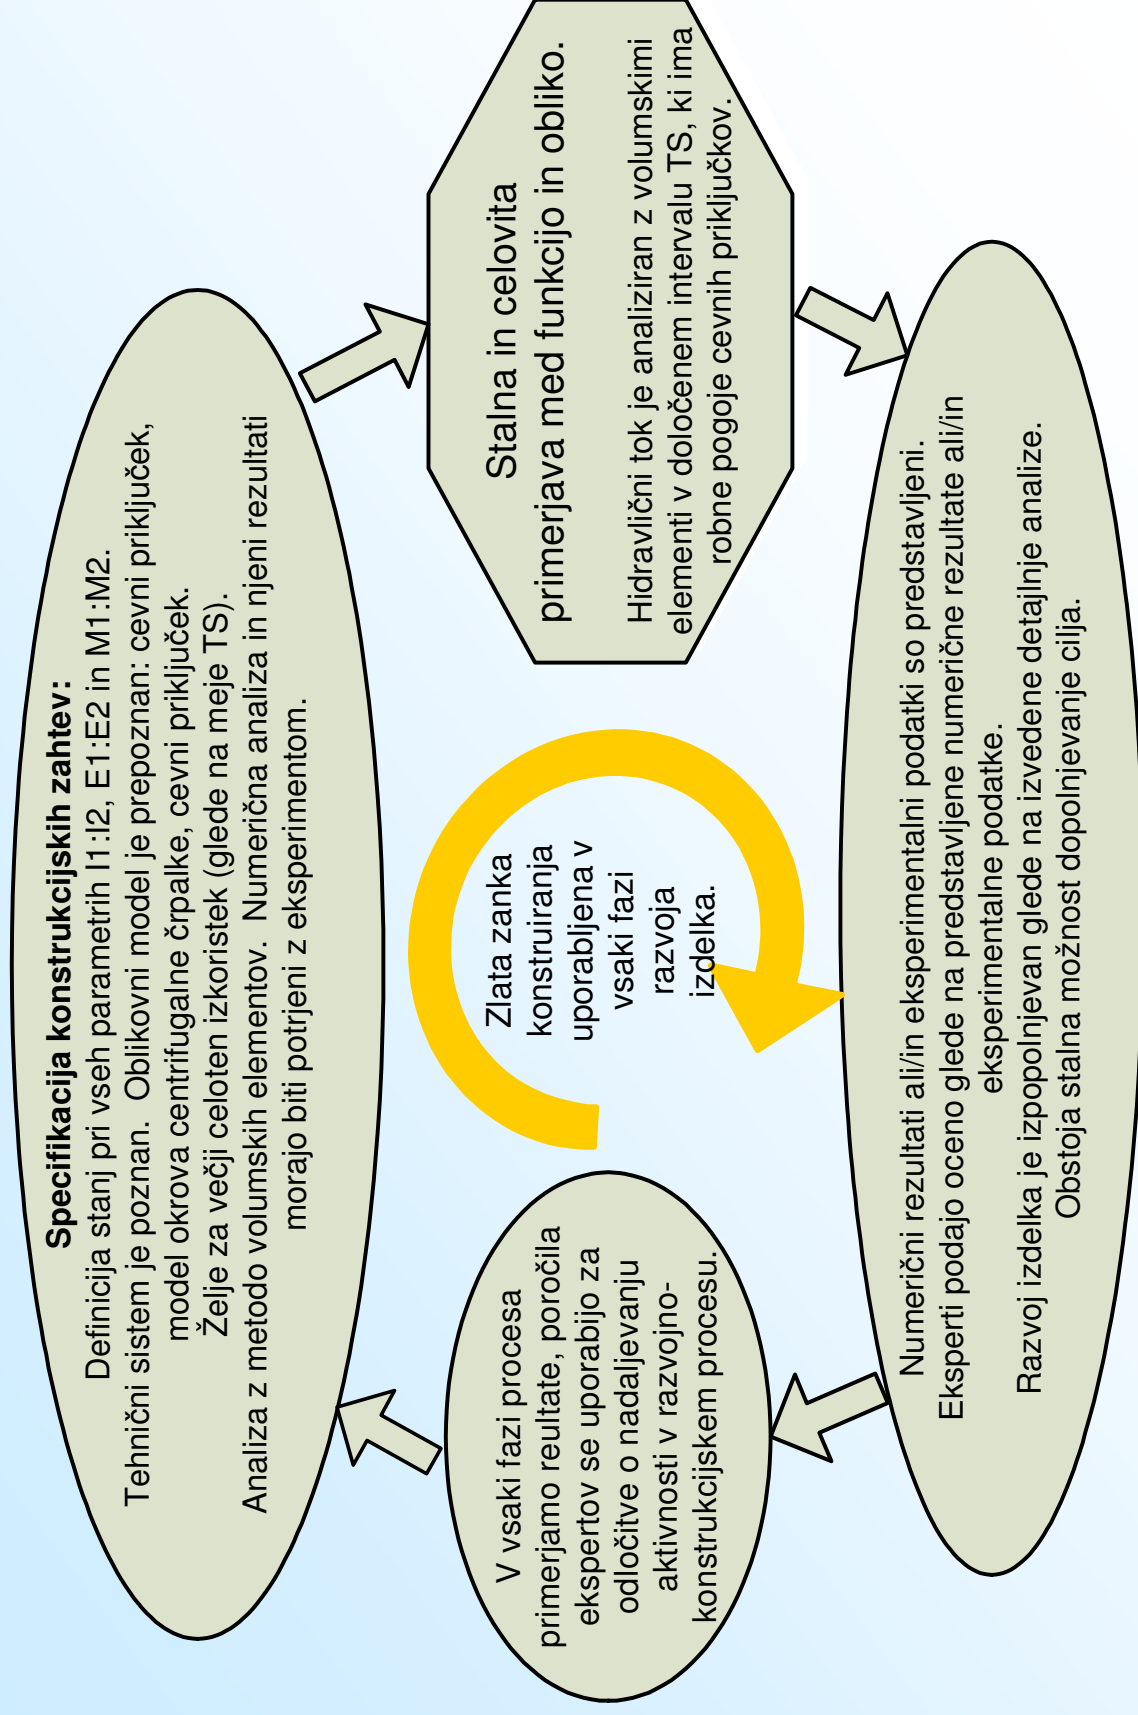 Specifikacija konstrukcijskih zahtev:
Definicija stanj pri vseh parametrih I1:I2, E1:E2 in M1:M2.
Tehnični sistem je poznan.  Oblikovni model je prepoznan: cevni priključek,
model okrova centrifugalne črpalke, cevni priključek.
Želje za večji celoten izkoristek (glede na meje TS).
Analiza z metodo volumskih elementov.  Numerična analiza in njeni rezultati
morajo biti potrjeni z eksperimentom.
Stalna in celovita
primerjava med funkcijo in obliko.
Hidravlični tok je analiziran z volumskimi
elementi v določenem intervalu TS, ki ima
robne pogoje cevnih priključkov.
Zlata zanka
konstruiranja
uporabljena v
vsaki fazi
razvoja
izdelka.
V vsaki fazi procesa
primerjamo reultate, poročila
ekspertov se uporabijo za
odločitve o nadaljevanju
aktivnosti v razvojno-
konstrukcijskem procesu.
Numerični rezultati ali/in eksperimentalni podatki so predstavljeni.
Eksperti podajo oceno glede na predstavljene numerične rezultate ali/in
eksperimentalne podatke.
Razvoj izdelka je izpopolnjevan glede na izvedene detajlnje analize.
Obstoja stalna možnost dopolnjevanje cilja.